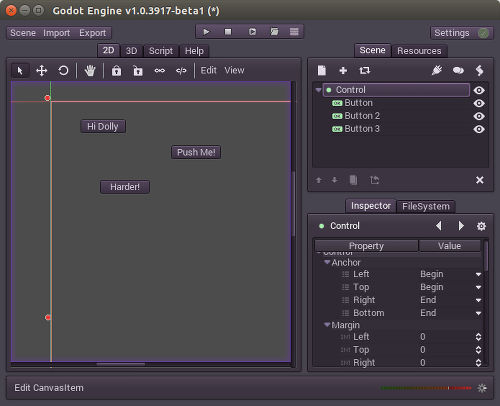 Godot Engine v1.0.3917-beta1 (*)
Scene Import Export
Settings
2D 3D Script Help
Edit View
Hi Dolly
Push Me!
Harder!
Scene Resources
Control
Button
Button 2
Button 3
Inspector FileSystem
Control
Property Value
Control
Anchor
Left Begin
Top Begin
Right End
Bottom End
Margin
Left 0
Top 0
Right 0
Edit CanvasItem